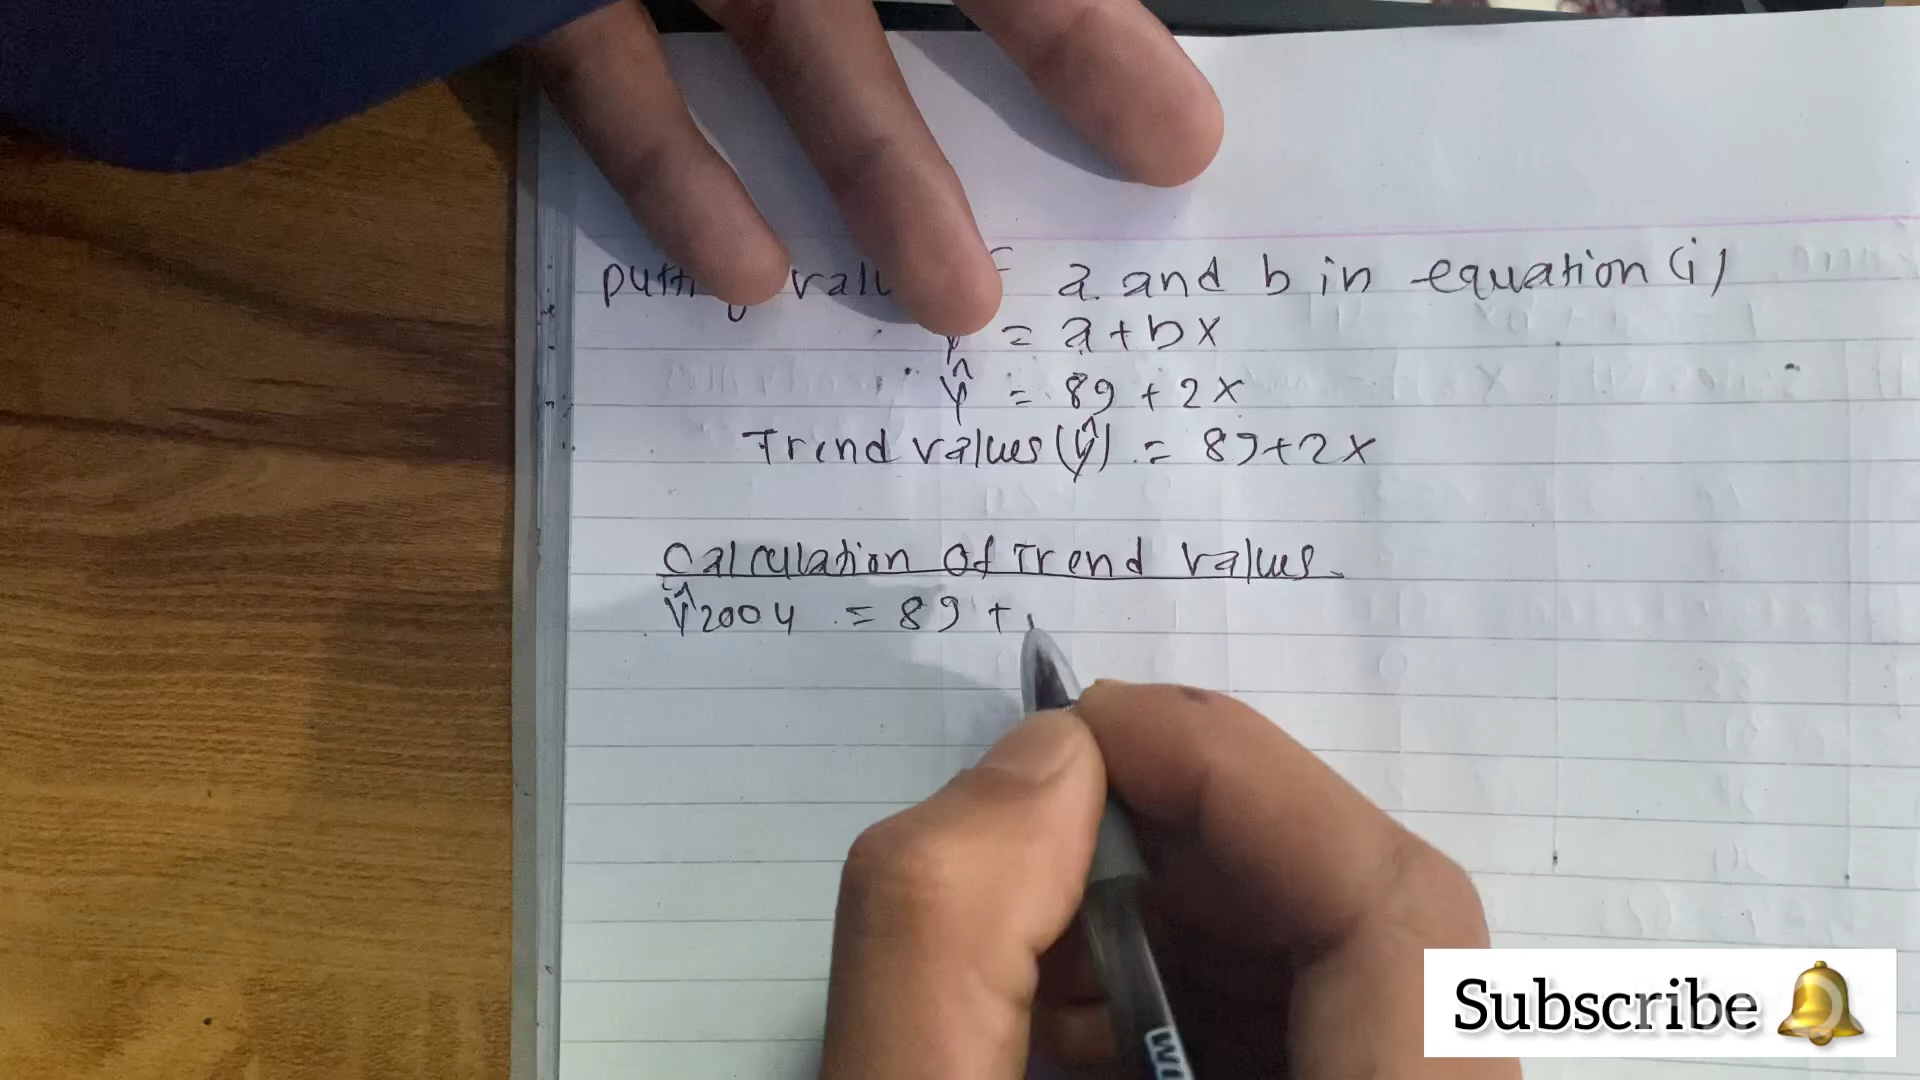 a and b in equation (i)
= a + bx
ŷ = 89 + 2x
Trend values (ŷ) = 89+2x
Calculation of Trend values.
ŷ2004 = 89 +
Subscribe